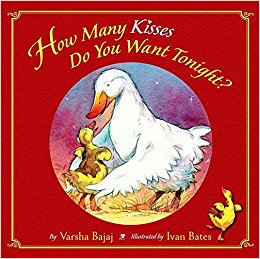 How Many Kisses
Do You Want Tonight?
By Varsha Bajaj Illustrated by Ivan Bates